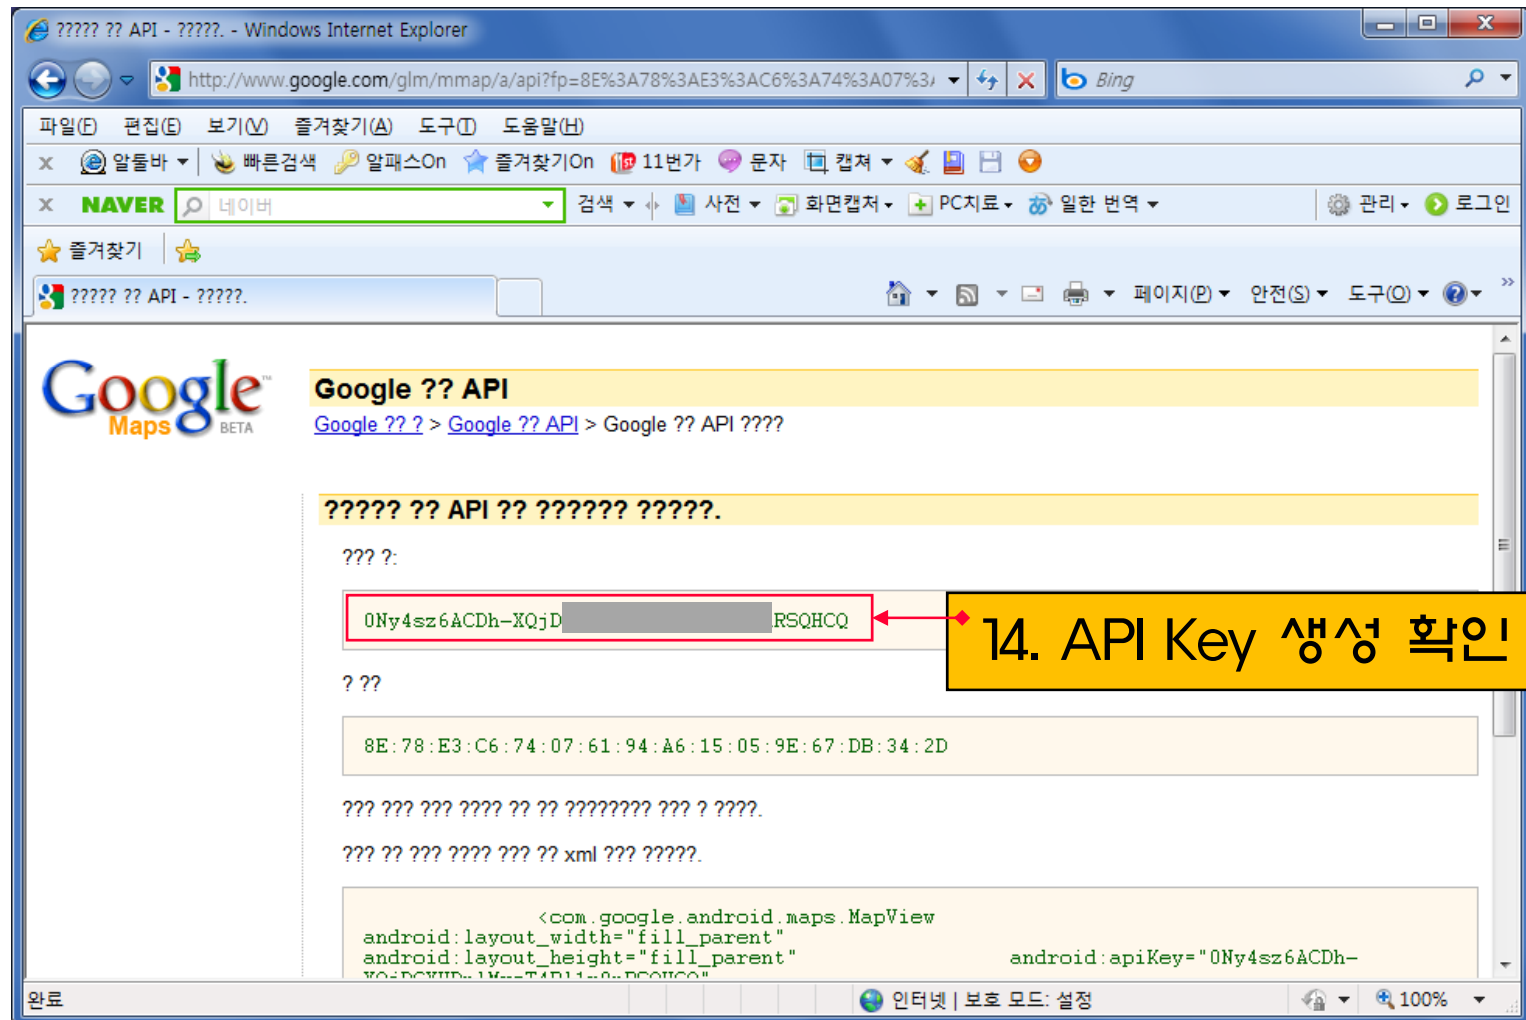 ????? ?? API - ?????. - Windows Internet Explorer
http://www.google.com/glm/mmap/a/api?fp=8E%3A78%3AE3%3AC6%3A74%3A07%3
Bing
파일(F) 편집(E) 보기(V) 즐겨찾기(A) 도구(T) 도움말(H)
x 알툴바 빠른검색 알패스On 즐겨찾기On 11번가 문자 캡쳐
x NAVER 네이버 검색 사전 화면캡처 PC치료 일한 번역 관리 로그인
즐겨찾기
????? ?? API - ?????.
페이지(P) 안전(S) 도구(O)
Google Maps BETA
Google ?? API
Google ?? ? > Google ?? API > Google ?? API ????
????? ?? API ?? ?????? ?????.
??? ?:
0Ny4sz6ACDh-XQjD RSQHCQ
14. API Key 생성 확인
? ??
8E:78:E3:C6:74:07:61:94:A6:15:05:9E:67:DB:34:2D
??? ??? ??? ???? ?? ?? ???????? ??? ? ????.
??? ?? ??? ???? ??? ?? xml ??? ?????.
<com.google.android.maps.MapView
android:layout_width="fill_parent"
android:layout_height="fill_parent" android:apiKey="0Ny4sz6ACDh-
완료
인터넷 | 보호 모드: 설정
100%